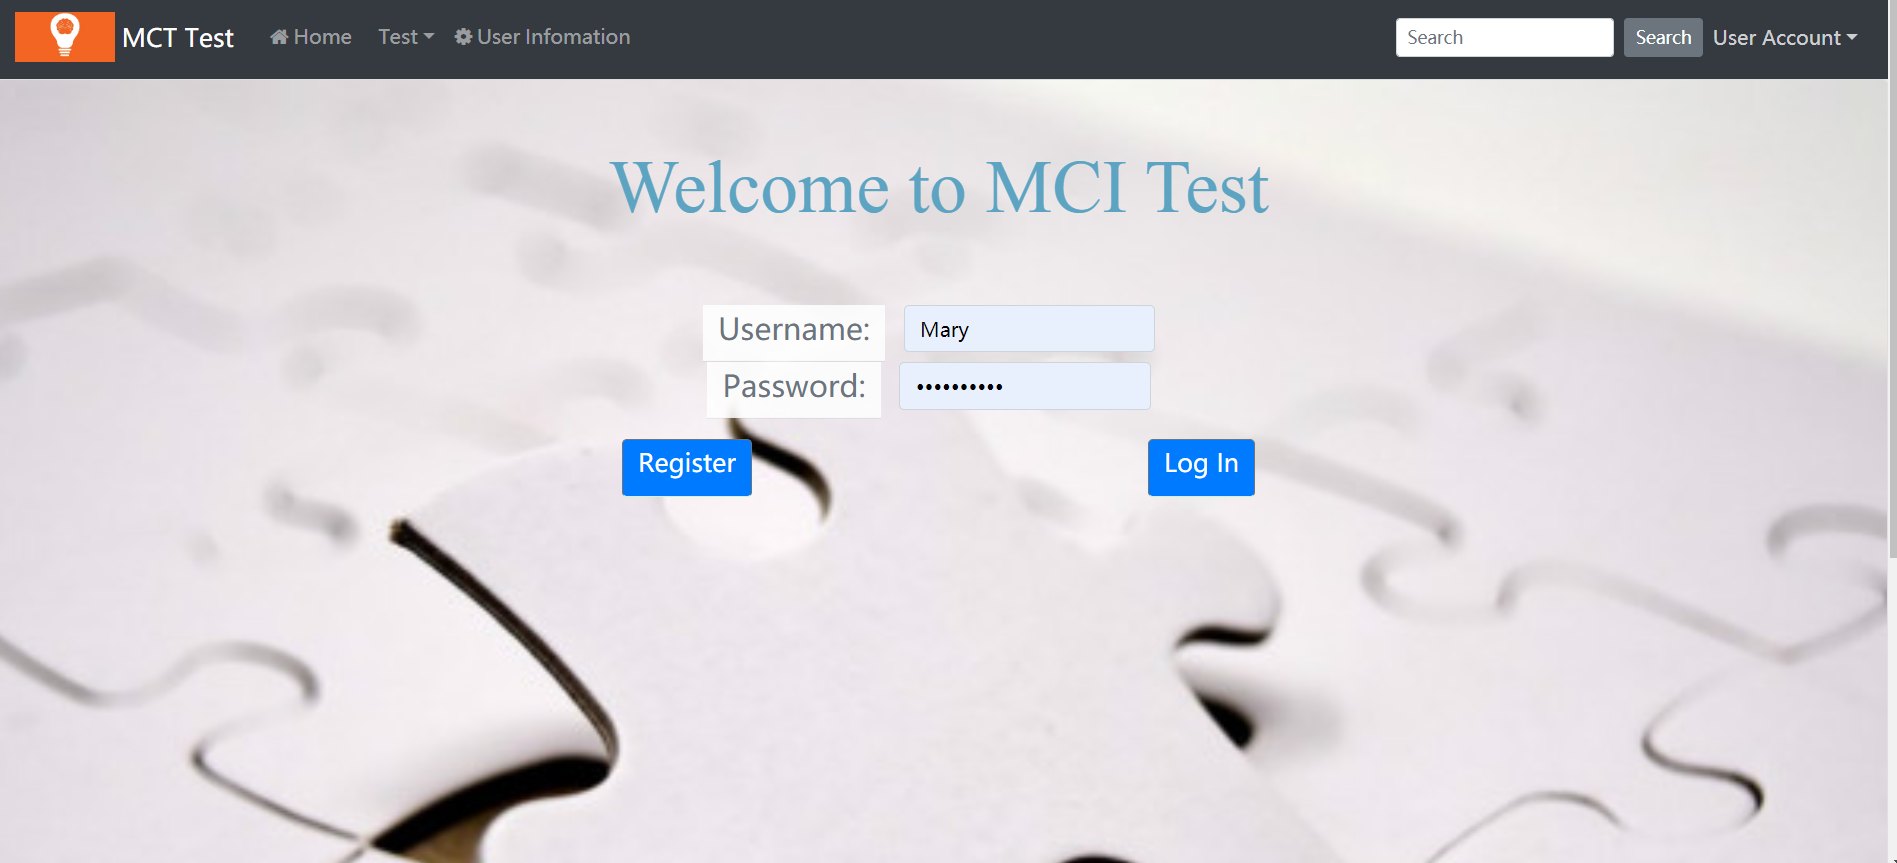 MCT Test Home Test User Infomation Search Search User Account
Welcome to MCI Test
Username: Mary
Password: ••••••••••
Register Log In